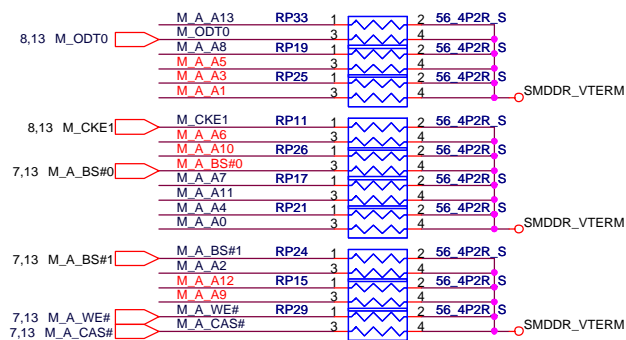 M_A_A13 RP33 1 2 56_4P2R_S
8,13 M_ODT0 M_ODT0 3 4
M_A_A8 RP19 1 2 56_4P2R_S
M_A_A5 3 4
M_A_A3 RP25 1 2 56_4P2R_S
M_A_A1 3 4 SMDDR_VTERM
8,13 M_CKE1 M_CKE1 RP11 1 2 56_4P2R_S
M_A_A6 3 4
M_A_A10 RP26 1 2 56_4P2R_S
7,13 M_A_BS#0 M_A_BS#0 3 4
M_A_A7 RP17 1 2 56_4P2R_S
M_A_A11 3 4
M_A_A4 RP21 1 2 56_4P2R_S
M_A_A0 3 4 SMDDR_VTERM
7,13 M_A_BS#1 M_A_BS#1 RP24 1 2 56_4P2R_S
M_A_A2 3 4
M_A_A12 RP15 1 2 56_4P2R_S
M_A_A9 3 4
7,13 M_A_WE# M_A_WE# RP29 1 2 56_4P2R_S
7,13 M_A_CAS# M_A_CAS# 3 4 SMDDR_VTERM